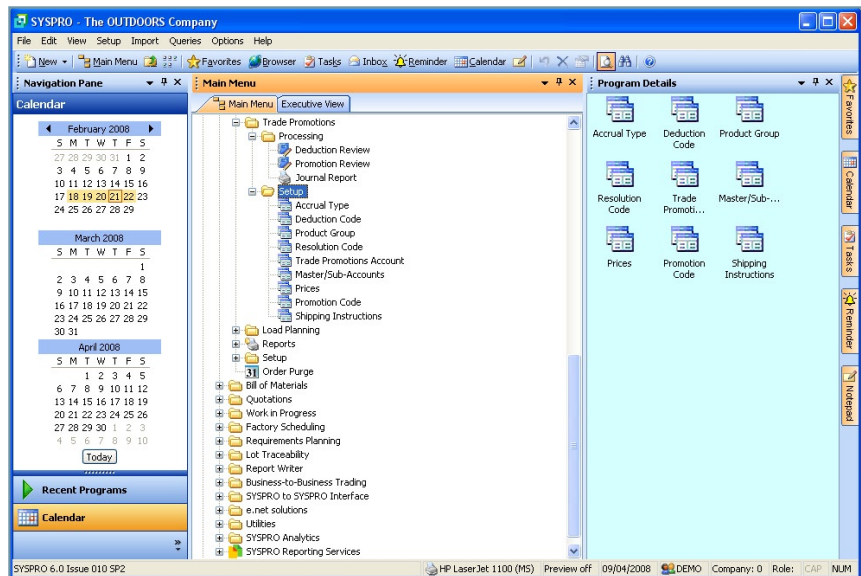 SYSPRO - The OUTDOORS Company
File Edit View Setup Import Queries Options Help
New Main Menu Favorites Browser Tasks Inbox Reminder Calendar
Navigation Pane
Calendar
February 2008
S M T W T F S
27 28 29 30 31 1 2
3 4 5 6 7 8 9
10 11 12 13 14 15 16
17 18 19 20 21 22 23
24 25 26 27 28 29
March 2008
S M T W T F S
1
2 3 4 5 6 7 8
9 10 11 12 13 14 15
16 17 18 19 20 21 22
23 24 25 26 27 28 29
30 31
April 2008
S M T W T F S
1 2 3 4 5
6 7 8 9 10 11 12
13 14 15 16 17 18 19
20 21 22 23 24 25 26
27 28 29 30 1 2 3
4 5 6 7 8 9 10
Today
Recent Programs
Calendar
Main Menu
Main Menu Executive View
Trade Promotions
Processing
Deduction Review
Promotion Review
Journal Report
Setup
Accrual Type
Deduction Code
Product Group
Resolution Code
Trade Promotions Account
Master/Sub-Accounts
Prices
Promotion Code
Shipping Instructions
Load Planning
Reports
Setup
31 Order Purge
Bill of Materials
Quotations
Work in Progress
Factory Scheduling
Requirements Planning
Lot Traceability
Report Writer
Business-to-Business Trading
SYSPRO to SYSPRO Interface
e.net solutions
Utilities
SYSPRO Analytics
SYSPRO Reporting Services
Program Details
Accrual Type
Deduction
Code
Product Group
Resolution
Code
Trade
Promoti...
Master/Sub-...
Prices
Promotion
Code
Shipping
Instructions
Favorites
Calendar
Tasks
Reminder
Notepad
SYSPRO 6.0 Issue 010 SP2 HP LaserJet 1100 (MS) Preview off 09/04/2008 DEMO Company: 0 Role: CAP NUM